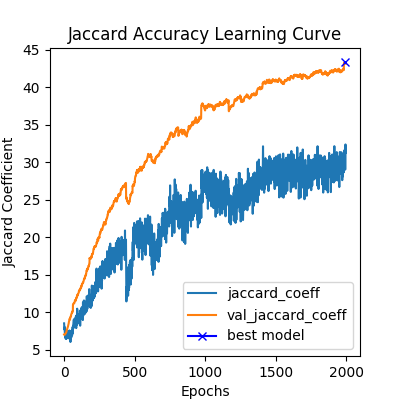 Jaccard Accuracy Learning Curve
Jaccard Coefficient
45
40
35
30
25
20
15
10
5
0
500
1000
1500
2000
Epochs
jaccard_coeff
val_jaccard_coeff
best model